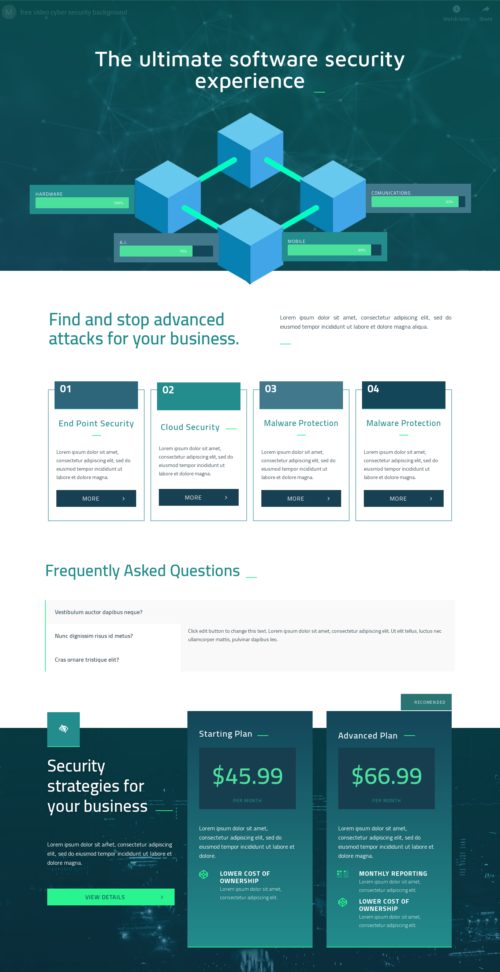 M free video cyber security background
Watch later
Share
The ultimate software security
experience
HARDWARE
100%
COMUNICATIONS
A.I.
MOBILE
Find and stop advanced
attacks for your business.
Lorem ipsum dolor sit amet, consectetur adipiscing elit, sed do
eiusmod tempor incididunt ut labore et dolore magna aliqua.
01
End Point Security
Lorem ipsum dolor sit amet,
consectetur adipiscing elit, sed do
eiusmod tempor incididunt ut
labore et dolore magna.
MORE
02
Cloud Security
Lorem ipsum dolor sit amet,
consectetur adipiscing elit, sed do
eiusmod tempor incididunt ut
labore et dolore magna.
MORE
03
Malware Protection
Lorem ipsum dolor sit amet,
consectetur adipiscing elit, sed do
eiusmod tempor incididunt ut
labore et dolore magna.
MORE
04
Malware Protection
Lorem ipsum dolor sit amet,
consectetur adipiscing elit, sed do
eiusmod tempor incididunt ut
labore et dolore magna.
MORE
Frequently Asked Questions
Vestibulum auctor dapibus neque?
Nunc dignissim risus id metus?
Cras ornare tristique elit?
Click edit button to change this text. Lorem ipsum dolor sit amet, consectetur adipiscing elit. Ut elit tellus, luctus nec
ullamcorper mattis, pulvinar dapibus leo.
Security
strategies for
your business
Lorem ipsum dolor sit amet, consectetur adipiscing
elit, sed do eiusmod tempor incididunt ut labore et dolore
magna.
VIEW DETAILS
Starting Plan
$45.99
PER MONTH
Lorem ipsum dolor sit amet,
consectetur adipiscing elit, sed do
eiusmod tempor incididunt ut labore et
dolore.
LOWER COST OF
OWNERSHIP
Lorem ipsum dolor sit amet,
consectetur adipiscing elit.
RECOMENDED
Advanced Plan
$66.99
PER MONTH
Lorem ipsum dolor sit amet,
consectetur adipiscing elit, sed do
eiusmod tempor incididunt ut labore et
dolore magna.
MONTHLY REPORTING
Lorem ipsum dolor sit amet,
consectetur adipiscing elit.
LOWER COST OF
OWNERSHIP
Lorem ipsum dolor sit amet,
consectetur adipiscing elit.